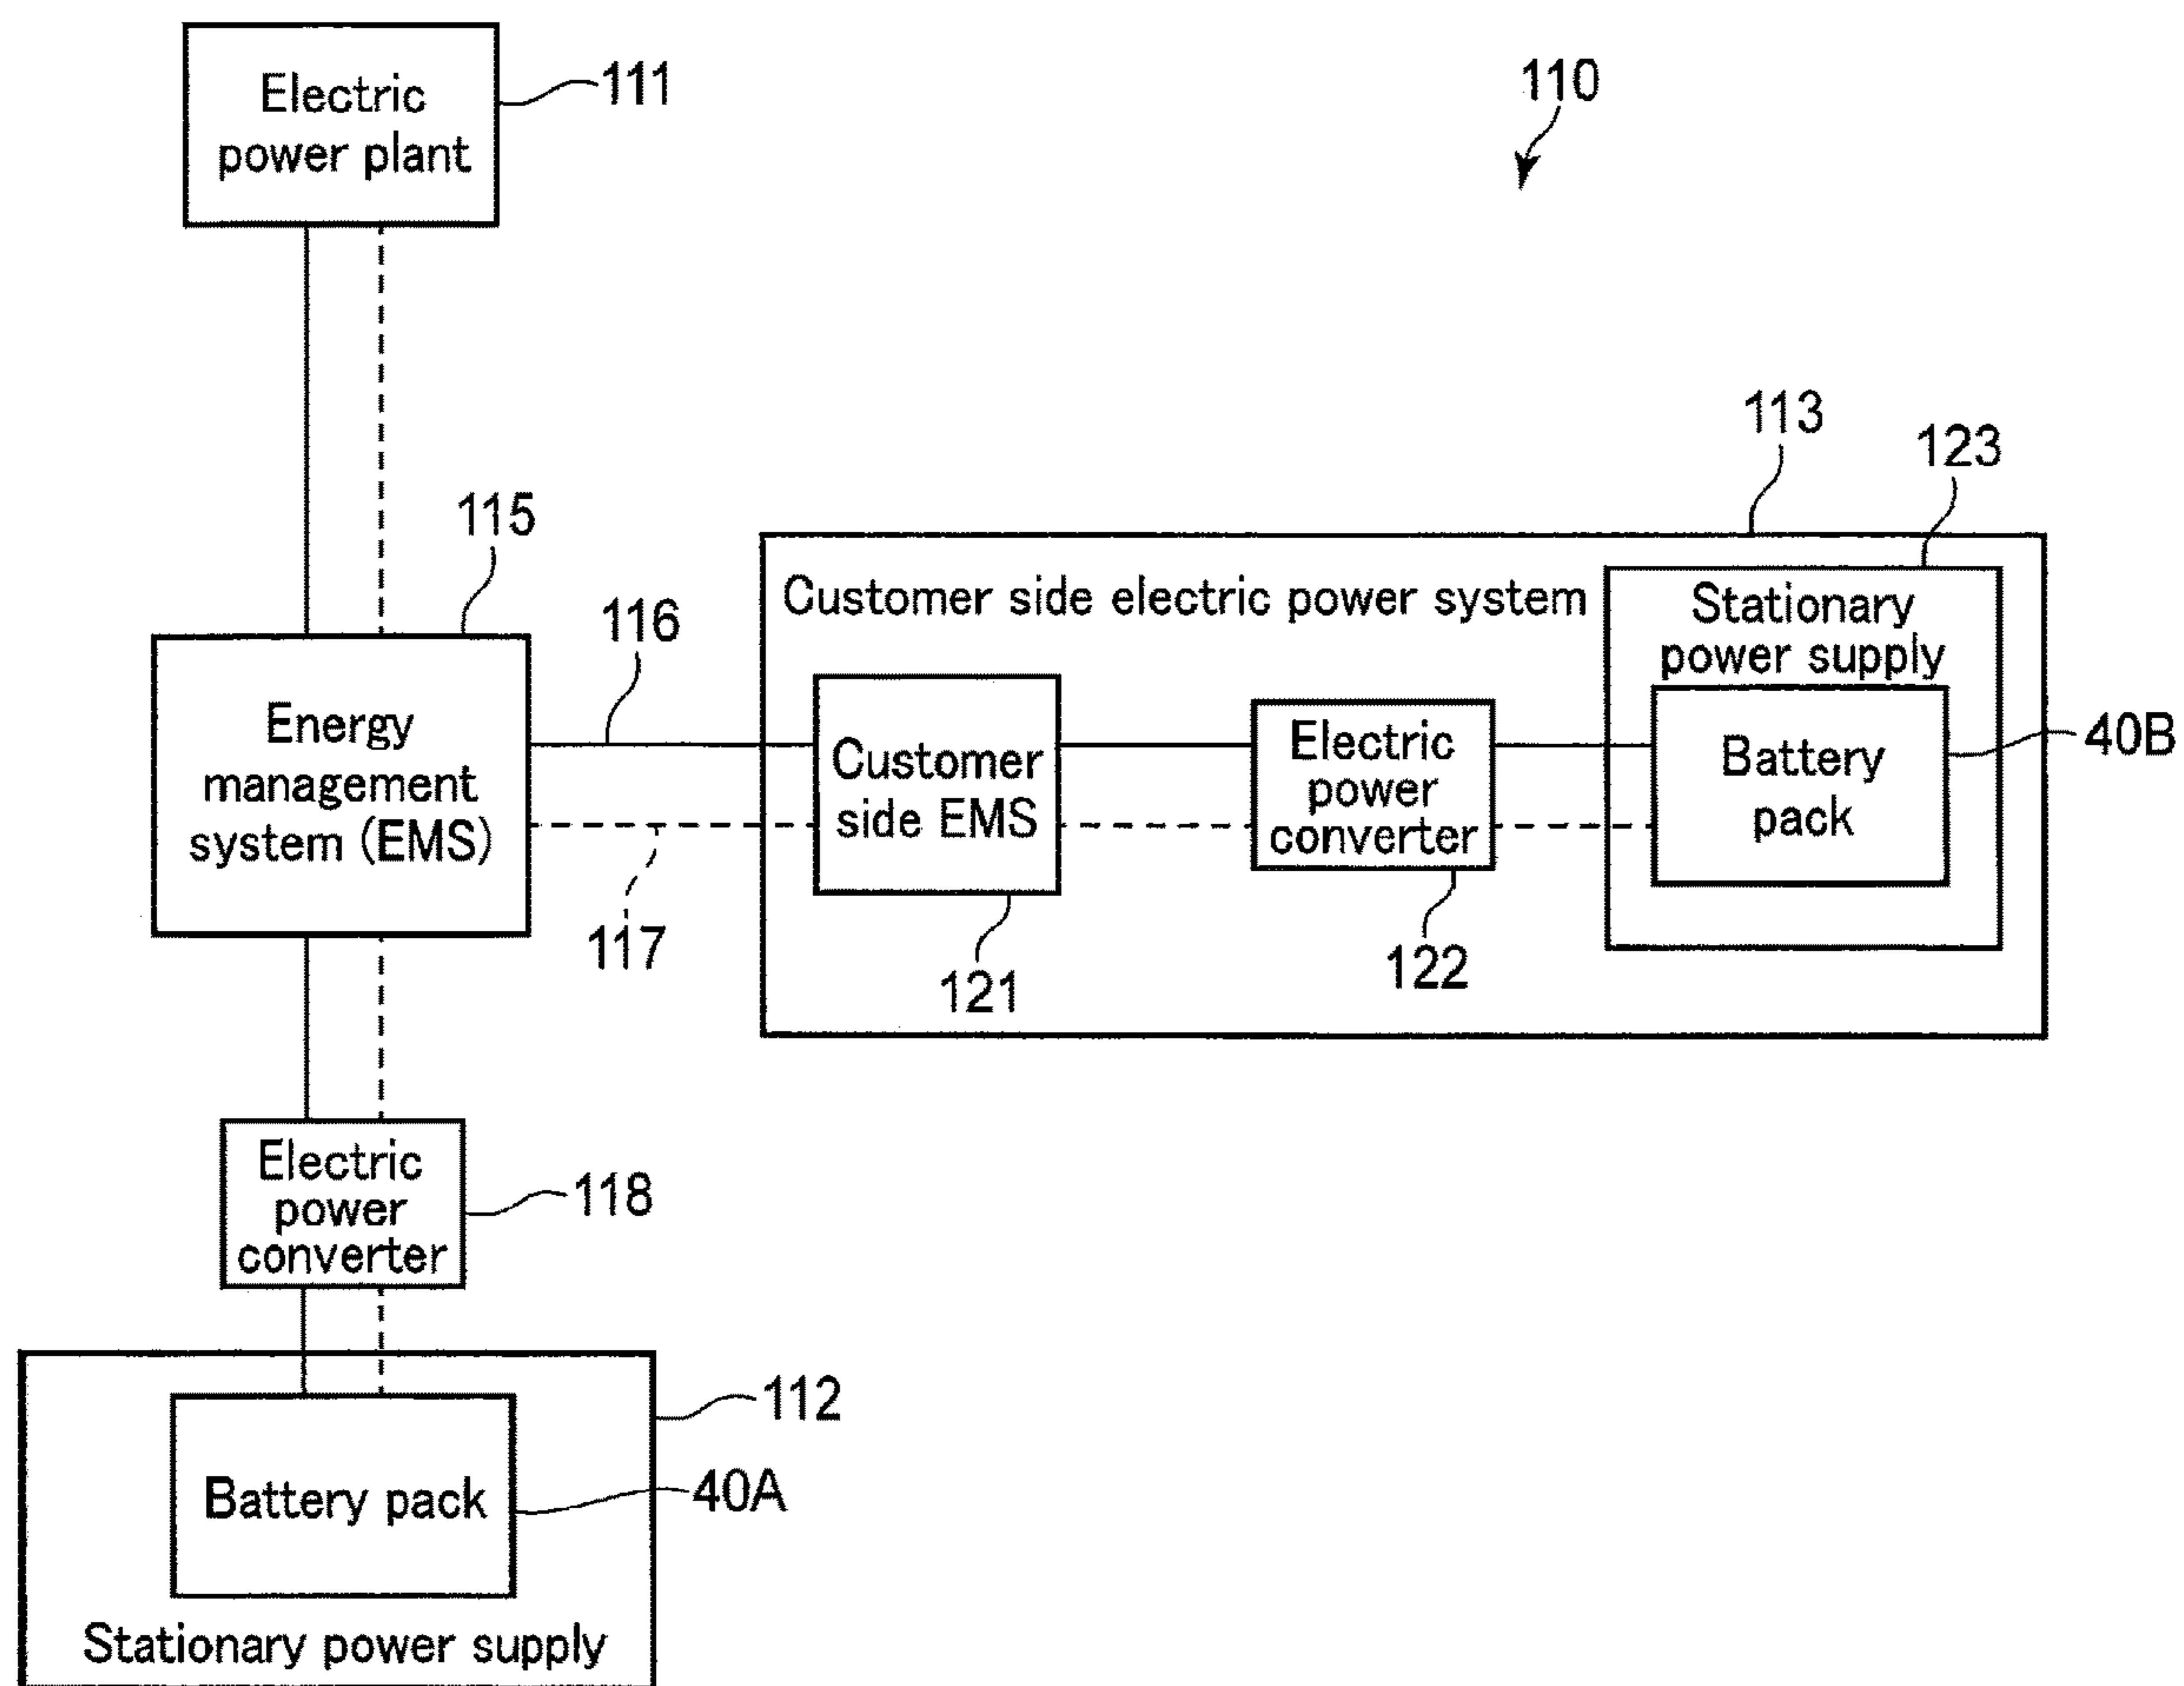 Electric
power plant
111
110
115
116
117
Energy
management
system (EMS)
113
123
Customer side electric power system
Stationary
power supply
Customer
side EMS
121
Electric
power
converter
122
Battery
pack
40B
Electric
power
converter
118
112
Battery pack
40A
Stationary power supply